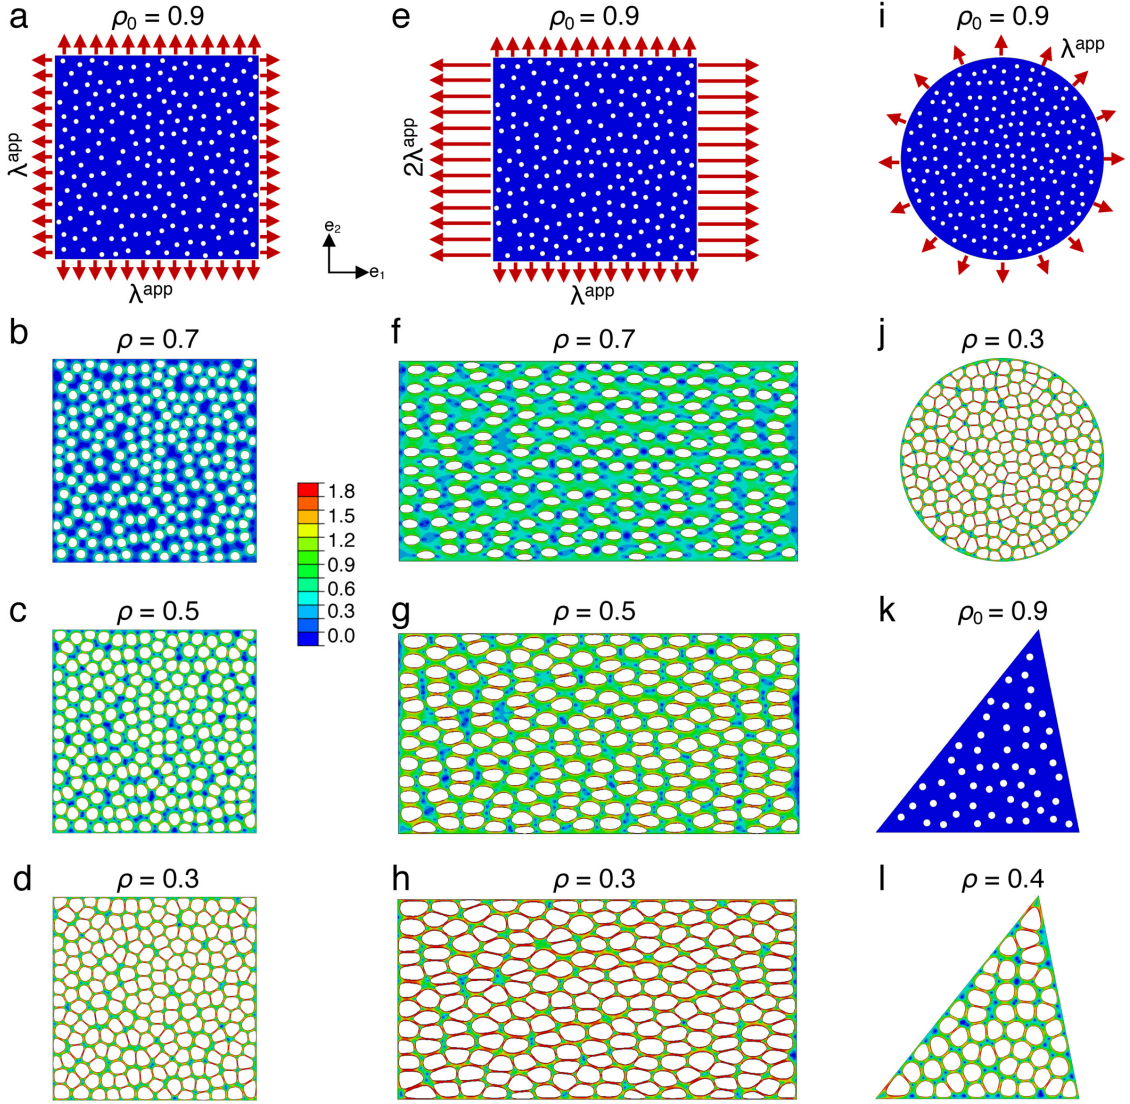 a
ρ₀ = 0.9
λᵃᵖᵖ
λᵃᵖᵖ
e
ρ₀ = 0.9
2λᵃᵖᵖ
λᵃᵖᵖ
e₂
e₁
i
ρ₀ = 0.9
λᵃᵖᵖ
b
ρ = 0.7
f
ρ = 0.7
j
ρ = 0.3
1.8
1.5
1.2
0.9
0.6
0.3
0.0
c
ρ = 0.5
g
ρ = 0.5
k
ρ₀ = 0.9
d
ρ = 0.3
h
ρ = 0.3
l
ρ = 0.4